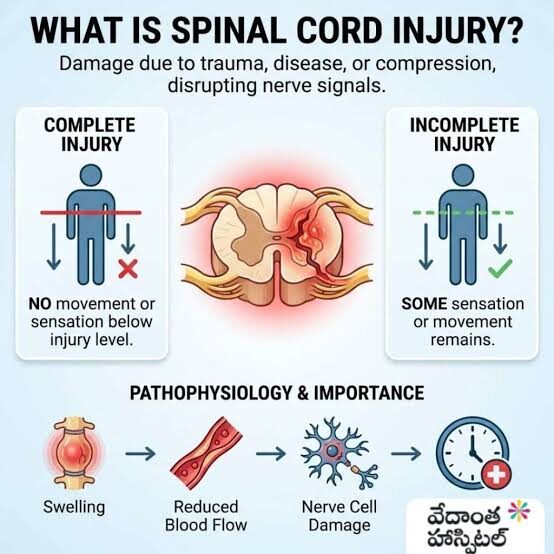 WHAT IS SPINAL CORD INJURY?
Damage due to trauma, disease, or compression,
disrupting nerve signals.
COMPLETE
INJURY
NO movement or
sensation below
injury level.
INCOMPLETE
INJURY
SOME sensation
or movement
remains.
PATHOPHYSIOLOGY & IMPORTANCE
Swelling
Reduced
Blood Flow
Nerve Cell
Damage
వేదాంత
హాస్పిటల్